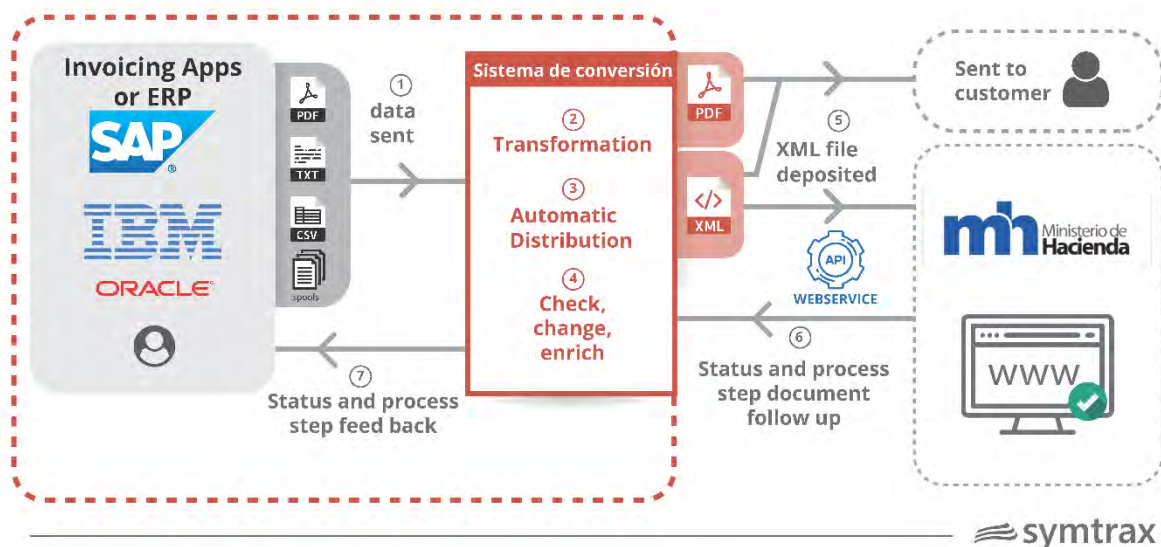 Invoicing Apps
or ERP
SAP
®
IBM
ORACLE®
PDF
TXT
CSV
spools
1
data
sent
Sistema de conversión
2
Transformation
3
Automatic
Distribution
4
Check,
change,
enrich
PDF
</>
XML
5
XML file
deposited
API
WEBSERVICE
6
Status and process
step document
follow up
7
Status and process
step feed back
Sent to
customer
mh Ministerio de
Hacienda
WWW
symtrax